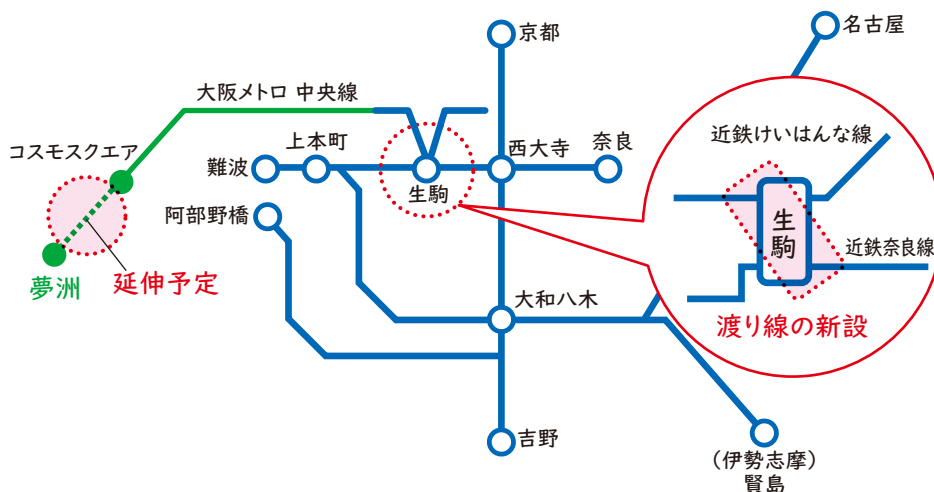 京都
名古屋
大阪メトロ 中央線
近鉄けいはんな線
コスモスクエア
上本町
西大寺
奈良
難波
生駒
阿部野橋
生駒
近鉄奈良線
夢洲
延伸予定
大和八木
渡り線の新設
吉野
(伊勢志摩)
賢島